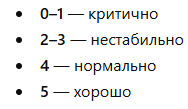 • 0–1 — критично
• 2–3 — нестабильно
• 4 — нормально
• 5 — хорошо